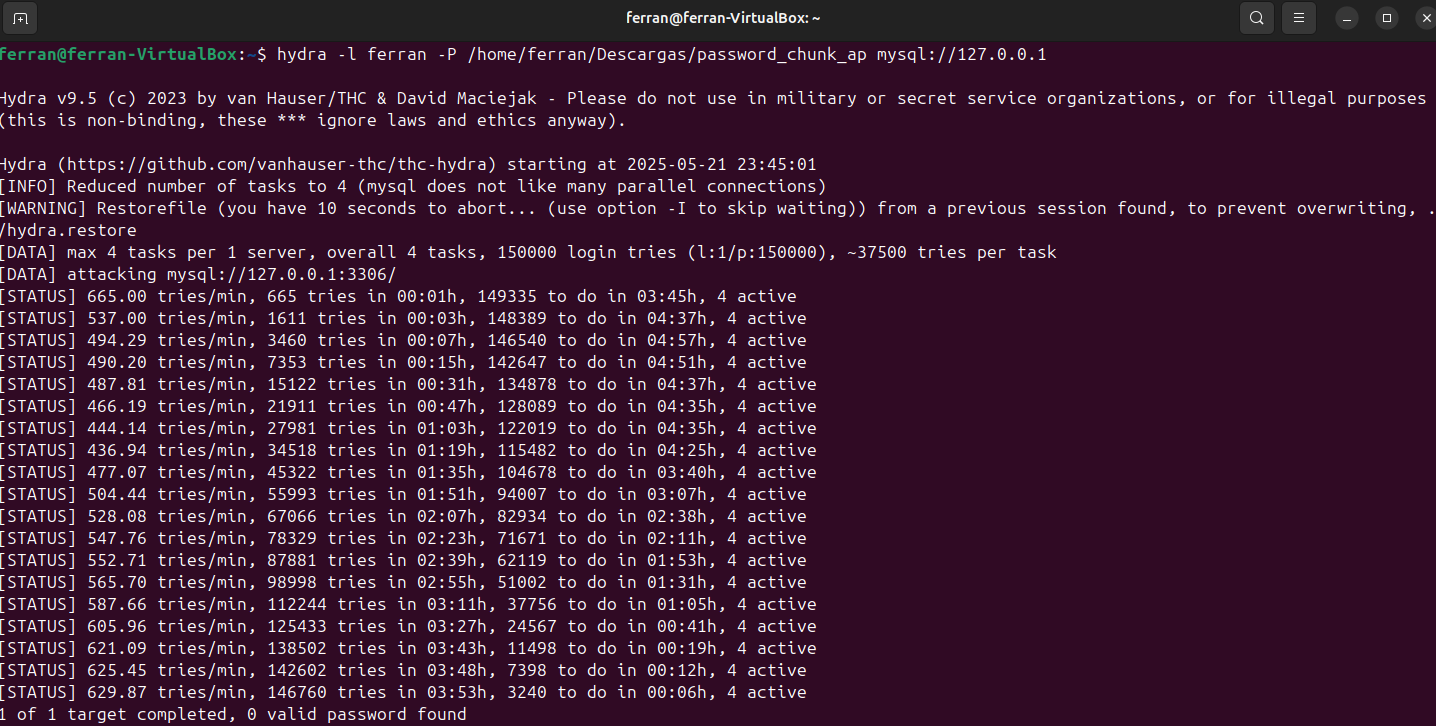 ferran@ferran-VirtualBox: ~
ferran@ferran-VirtualBox:~$ hydra -l ferran -P /home/ferran/Descargas/password_chunk_ap mysql://127.0.0.1
Hydra v9.5 (c) 2023 by van Hauser/THC & David Maciejak - Please do not use in military or secret service organizations, or for illegal purposes
(this is non-binding, these *** ignore laws and ethics anyway).
Hydra (https://github.com/vanhauser-thc/thc-hydra) starting at 2025-05-21 23:45:01
[INFO] Reduced number of tasks to 4 (mysql does not like many parallel connections)
[WARNING] Restorefile (you have 10 seconds to abort... (use option -I to skip waiting)) from a previous session found, to prevent overwriting, .
/hydra.restore
[DATA] max 4 tasks per 1 server, overall 4 tasks, 150000 login tries (l:1/p:150000), ~37500 tries per task
[DATA] attacking mysql://127.0.0.1:3306/
[STATUS] 665.00 tries/min, 665 tries in 00:01h, 149335 to do in 03:45h, 4 active
[STATUS] 537.00 tries/min, 1611 tries in 00:03h, 148389 to do in 04:37h, 4 active
[STATUS] 494.29 tries/min, 3460 tries in 00:07h, 146540 to do in 04:57h, 4 active
[STATUS] 490.20 tries/min, 7353 tries in 00:15h, 142647 to do in 04:51h, 4 active
[STATUS] 487.81 tries/min, 15122 tries in 00:31h, 134878 to do in 04:37h, 4 active
[STATUS] 466.19 tries/min, 21911 tries in 00:47h, 128089 to do in 04:35h, 4 active
[STATUS] 444.14 tries/min, 27981 tries in 01:03h, 122019 to do in 04:35h, 4 active
[STATUS] 436.94 tries/min, 34518 tries in 01:19h, 115482 to do in 04:25h, 4 active
[STATUS] 477.07 tries/min, 45322 tries in 01:35h, 104678 to do in 03:40h, 4 active
[STATUS] 504.44 tries/min, 55993 tries in 01:51h, 94007 to do in 03:07h, 4 active
[STATUS] 528.08 tries/min, 67066 tries in 02:07h, 82934 to do in 02:38h, 4 active
[STATUS] 547.76 tries/min, 78329 tries in 02:23h, 71671 to do in 02:11h, 4 active
[STATUS] 552.71 tries/min, 87881 tries in 02:39h, 62119 to do in 01:53h, 4 active
[STATUS] 565.70 tries/min, 98998 tries in 02:55h, 51002 to do in 01:31h, 4 active
[STATUS] 587.66 tries/min, 112244 tries in 03:11h, 37756 to do in 01:05h, 4 active
[STATUS] 605.96 tries/min, 125433 tries in 03:27h, 24567 to do in 00:41h, 4 active
[STATUS] 621.09 tries/min, 138502 tries in 03:43h, 11498 to do in 00:19h, 4 active
[STATUS] 625.45 tries/min, 142602 tries in 03:48h, 7398 to do in 00:12h, 4 active
[STATUS] 629.87 tries/min, 146760 tries in 03:53h, 3240 to do in 00:06h, 4 active
1 of 1 target completed, 0 valid password found